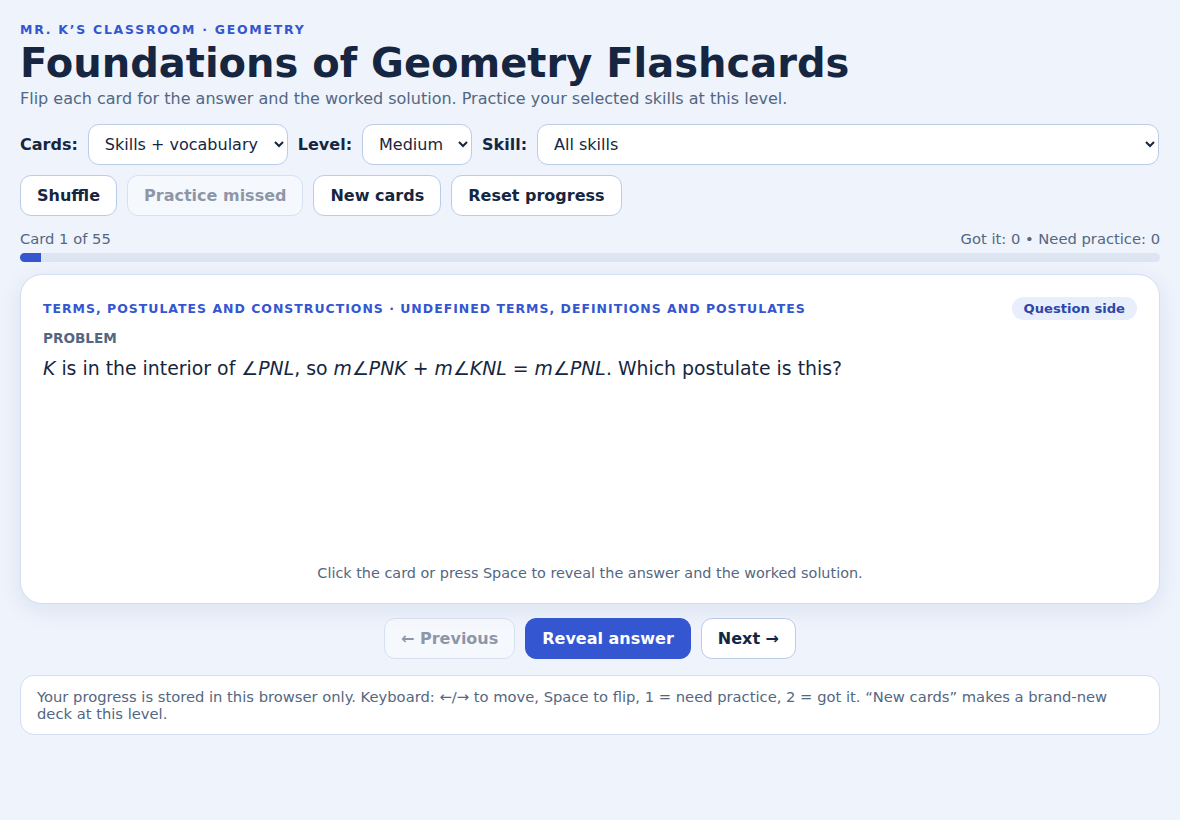 MR. K’S CLASSROOM · GEOMETRY
Foundations of Geometry Flashcards
Flip each card for the answer and the worked solution. Practice your selected skills at this level.
Cards: Skills + vocabulary Level: Medium Skill: All skills
Shuffle Practice missed New cards Reset progress
Card 1 of 55 Got it: 0 • Need practice: 0
TERMS, POSTULATES AND CONSTRUCTIONS · UNDEFINED TERMS, DEFINITIONS AND POSTULATES Question side
PROBLEM
K is in the interior of ∠PNL, so m∠PNK + m∠KNL = m∠PNL. Which postulate is this?
Click the card or press Space to reveal the answer and the worked solution.
← Previous Reveal answer Next →
Your progress is stored in this browser only. Keyboard: ←/→ to move, Space to flip, 1 = need practice, 2 = got it. “New cards” makes a brand-new
deck at this level.